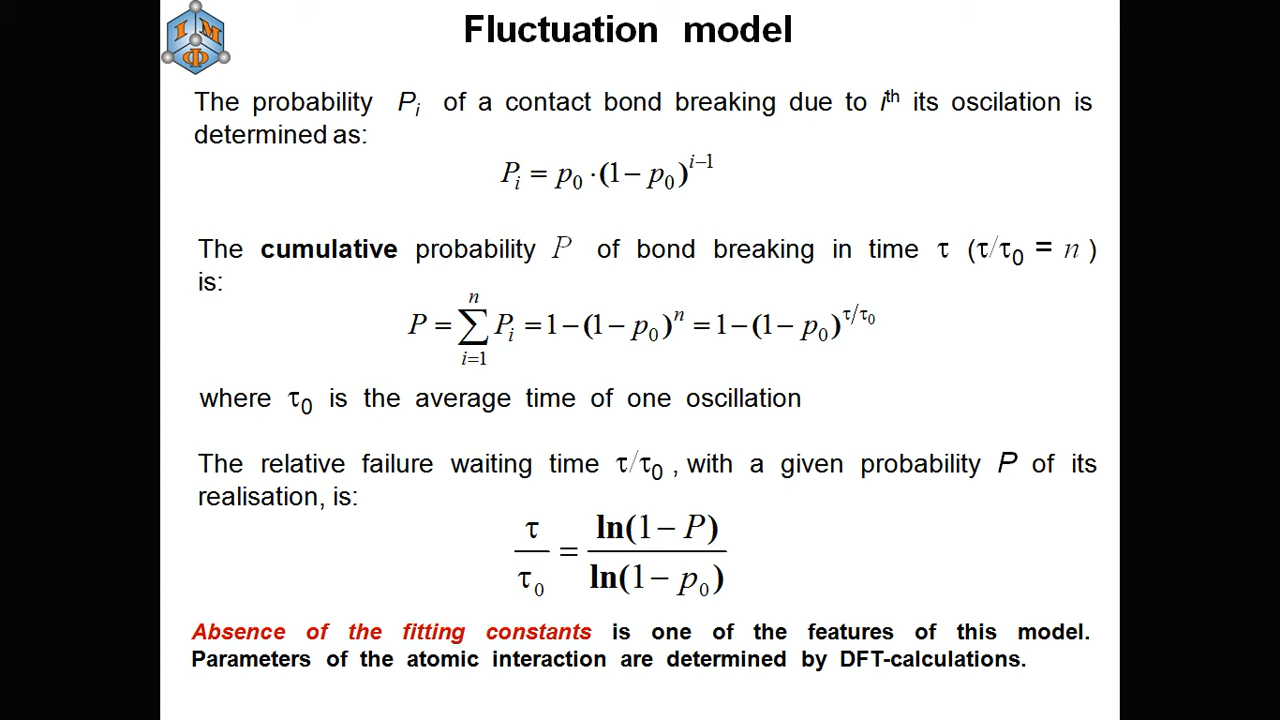 І М Ф
Fluctuation model
The probability Pᵢ of a contact bond breaking due to iᵗʰ its oscilation is
determined as:
Pᵢ = p₀ · (1 − p₀)ⁱ⁻¹
The cumulative probability P of bond breaking in time τ (τ/τ₀ = n )
is:
P = ∑ᵢ₌₁ⁿ Pᵢ = 1 − (1 − p₀)ⁿ = 1 − (1 − p₀)^(τ/τ₀)
where τ₀ is the average time of one oscillation
The relative failure waiting time τ/τ₀ , with a given probability P of its
realisation, is:
τ/τ₀ = ln(1 − P)/ln(1 − p₀)
Absence of the fitting constants is one of the features of this model.
Parameters of the atomic interaction are determined by DFT-calculations.